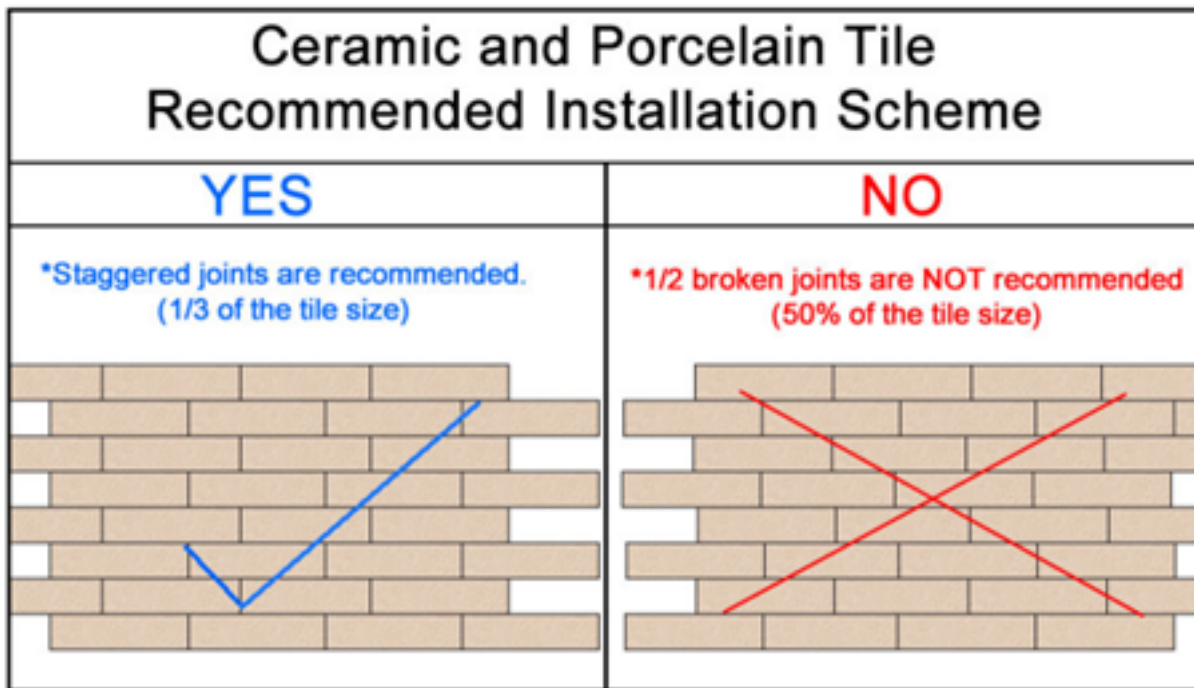 Ceramic and Porcelain Tile
Recommended Installation Scheme
YES
NO
*Staggered joints are recommended.
(1/3 of the tile size)
*1/2 broken joints are NOT recommended
(50% of the tile size)